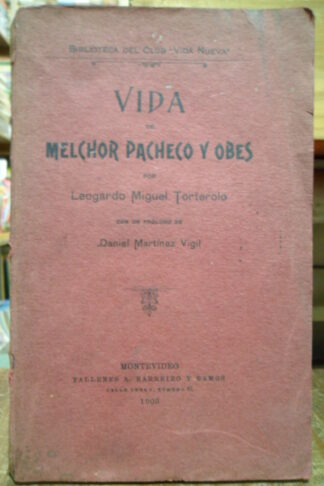 Biblioteca del Club "Vida Nueva"
VIDA
DE
MELCHOR PACHECO Y OBES
POR
Leogardo Miguel Torterolo
CON UN PRÓLOGO DE
Daniel Martínez Vigil
MONTEVIDEO
TALLERES A. BARREIRO Y RAMOS